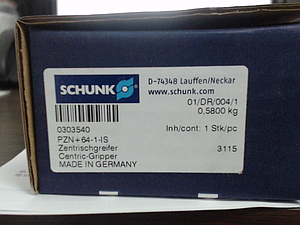 SCHUNK
D-74348 Lauffen/Neckar
www.schunk.com
01/DR/004/1
0,5800 kg
0303540
Inh/cont: 1 Stk/pc
PZN+64-1-IS
Zentrischgreifer
3115
Centric-Gripper
MADE IN GERMANY